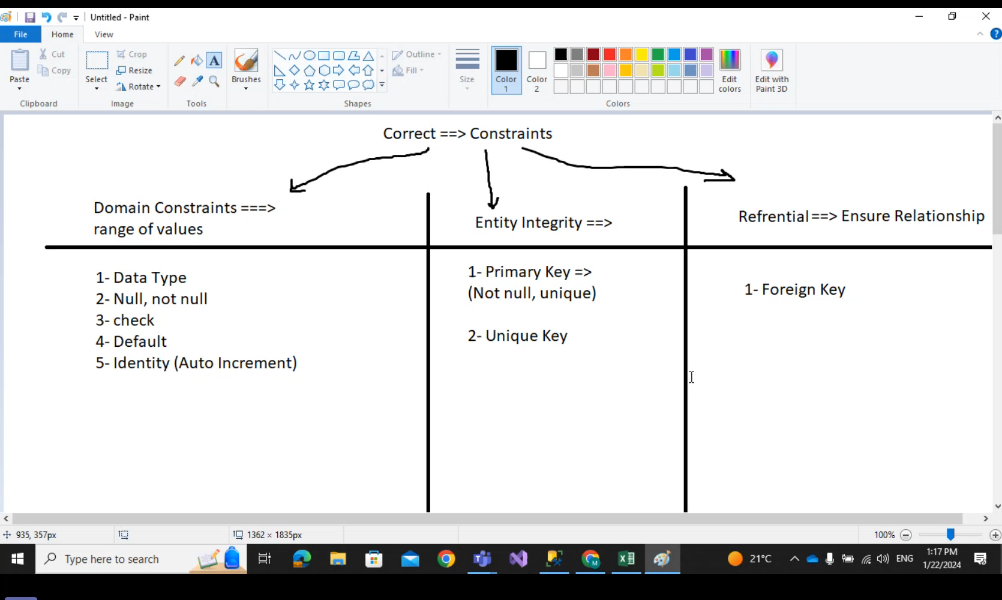 Untitled - Paint
File Home View
Paste
Cut
Copy
Clipboard
Select
Crop
Resize
Rotate
Image
Tools
Brushes
Shapes
Outline
Fill
Size
Color 1
Color 2
Edit colors
Edit with Paint 3D
Colors
Correct ==> Constraints
Domain Constraints ===>
range of values
Entity Integrity ==>
Refrential==> Ensure Relationship
1- Data Type
2- Null, not null
3- check
4- Default
5- Identity (Auto Increment)
1- Primary Key =>
(Not null, unique)
2- Unique Key
1- Foreign Key
935, 357px
1362 × 1835px
100%
Type here to search
21°C
ENG
1:17 PM
1/22/2024